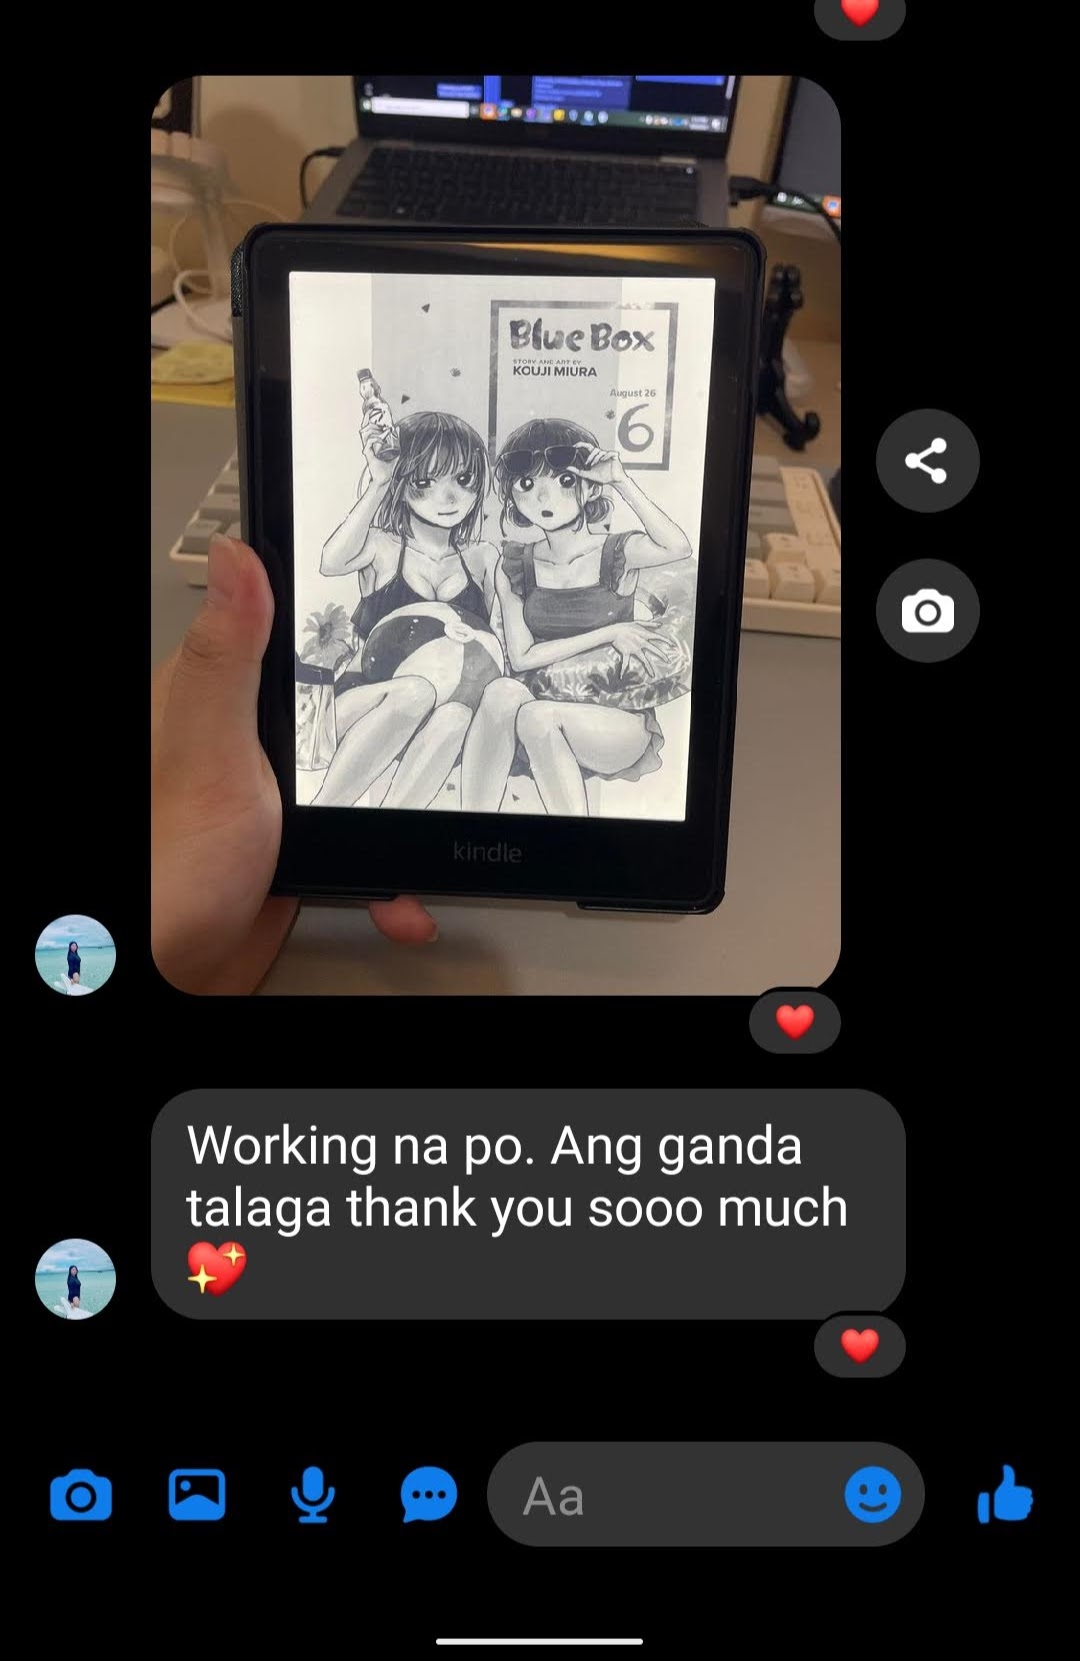 Blue Box
STORY AND ART BY
KOUJI MIURA
August 26
6
kindle
Working na po. Ang ganda
talaga thank you sooo much
Aa